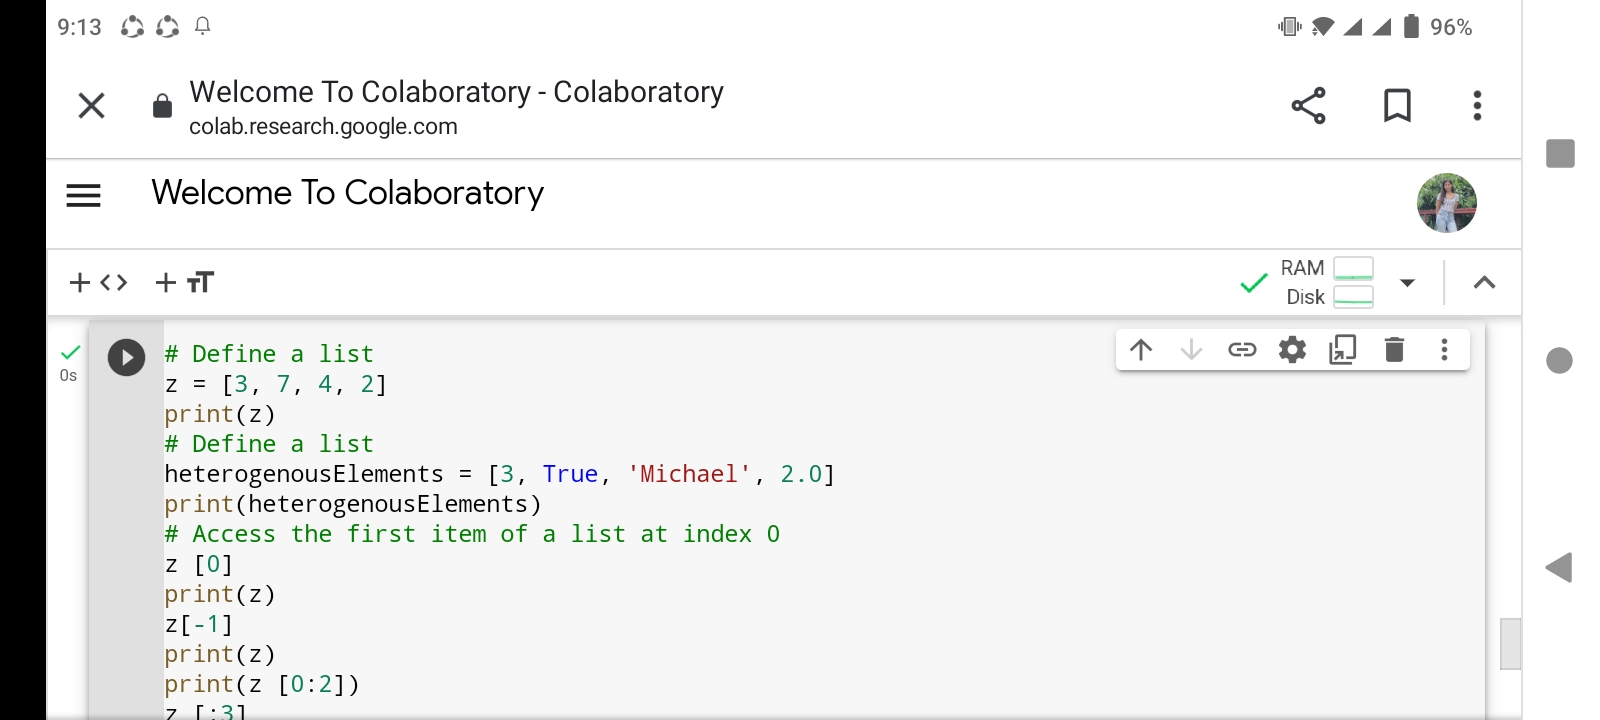 9:13
96%
Welcome To Colaboratory - Colaboratory
colab.research.google.com
Welcome To Colaboratory
RAM
Disk
0s
# Define a list
z = [3, 7, 4, 2]
print(z)
# Define a list
heterogenousElements = [3, True, 'Michael', 2.0]
print(heterogenousElements)
# Access the first item of a list at index 0
z [0]
print(z)
z[-1]
print(z)
print(z [0:2])
z [:3]